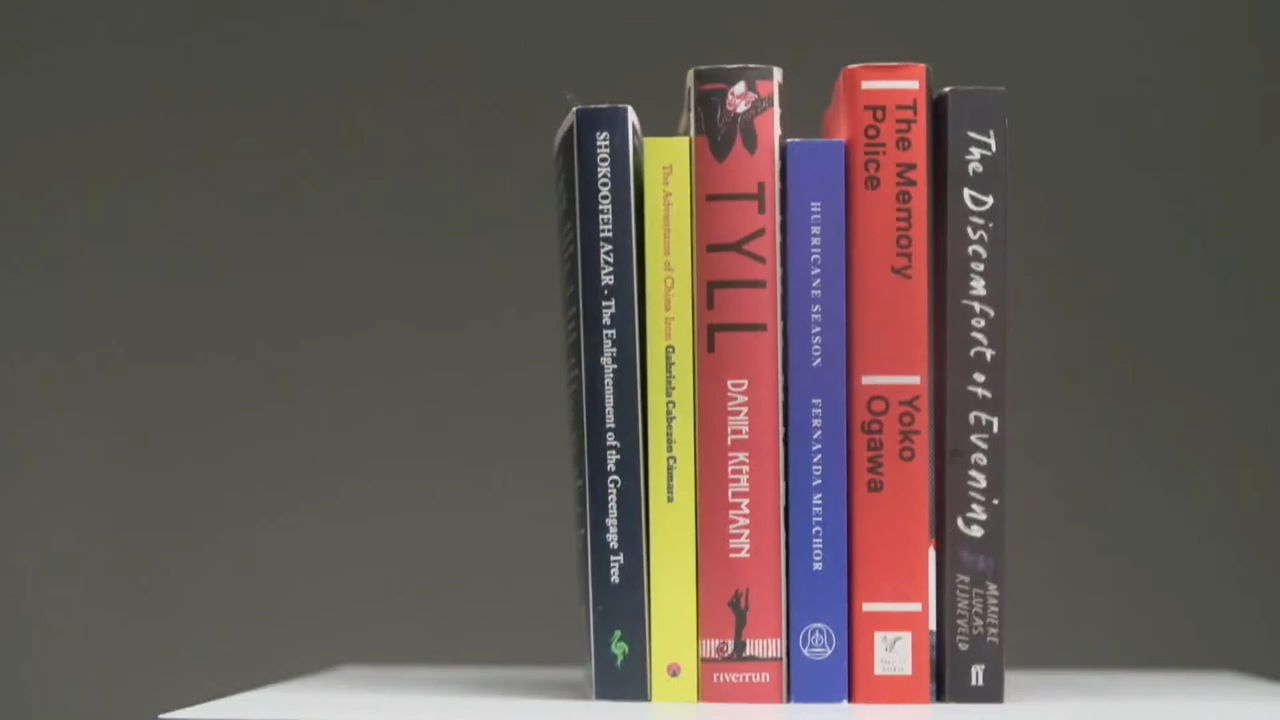 SHOKOOFEH AZAR · The Enlightenment of the Greengage Tree
The Adventures of China Iron Gabriela Cabezón Cámara
TYLL
DANIEL KEHLMANN
riverrun
HURRICANE SEASON FERNANDA MELCHOR
The Memory
Police
Yoko
Ogawa
The Discomfort of Evening
MARIEKE
LUCAS
RIJNEVELD
ff